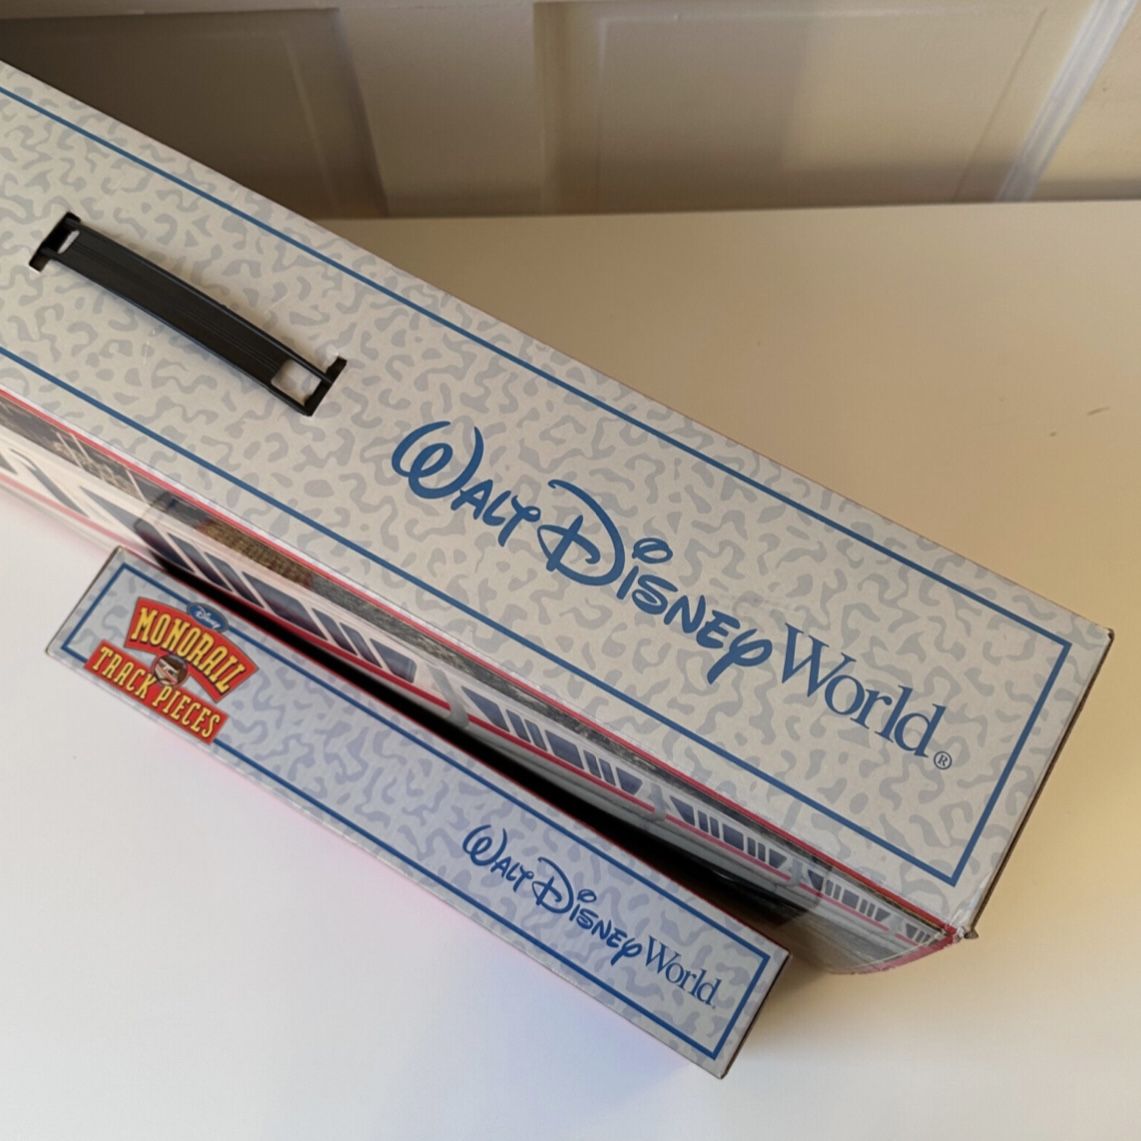 WALT DISNEY World®
Disney
MONORAIL
TRACK PIECES
WALT DISNEY World